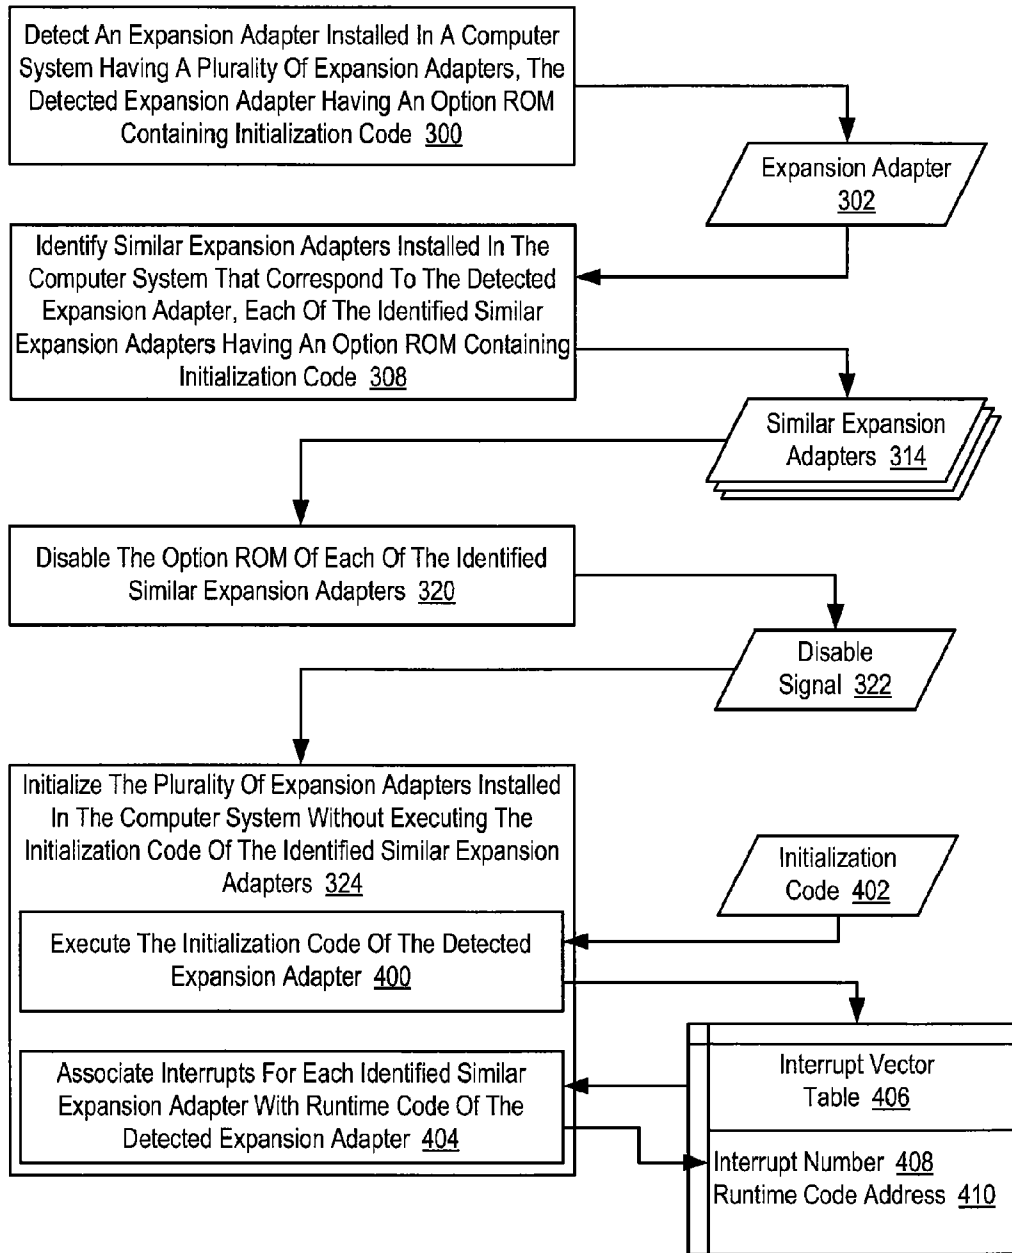 Detect An Expansion Adapter Installed In A Computer
System Having A Plurality Of Expansion Adapters, The
Detected Expansion Adapter Having An Option ROM
Containing Initialization Code 300
Expansion Adapter
302
Identify Similar Expansion Adapters Installed In The
Computer System That Correspond To The Detected
Expansion Adapter, Each Of The Identified Similar
Expansion Adapters Having An Option ROM Containing
Initialization Code 308
Similar Expansion
Adapters 314
Disable The Option ROM Of Each Of The Identified
Similar Expansion Adapters 320
Disable
Signal 322
Initialize The Plurality Of Expansion Adapters Installed
In The Computer System Without Executing The
Initialization Code Of The Identified Similar Expansion
Adapters 324
Initialization
Code 402
Execute The Initialization Code Of The Detected
Expansion Adapter 400
Associate Interrupts For Each Identified Similar
Expansion Adapter With Runtime Code Of The
Detected Expansion Adapter 404
Interrupt Vector
Table 406
Interrupt Number 408
Runtime Code Address 410